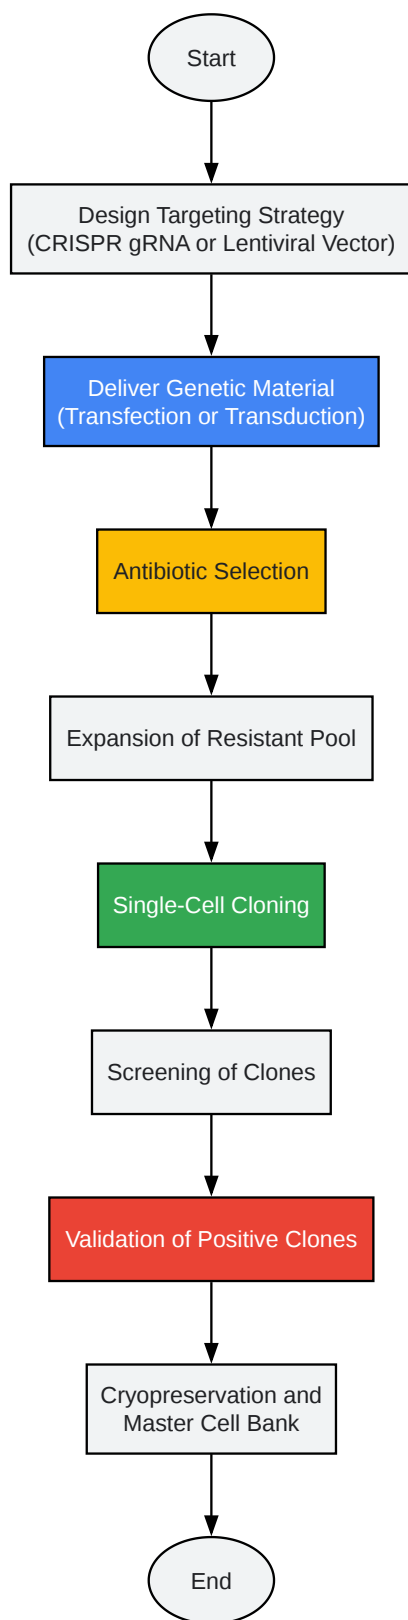 Start
Design Targeting Strategy
(CRISPR gRNA or Lentiviral Vector)
Deliver Genetic Material
(Transfection or Transduction)
Antibiotic Selection
Expansion of Resistant Pool
Single-Cell Cloning
Screening of Clones
Validation of Positive Clones
Cryopreservation and
Master Cell Bank
End